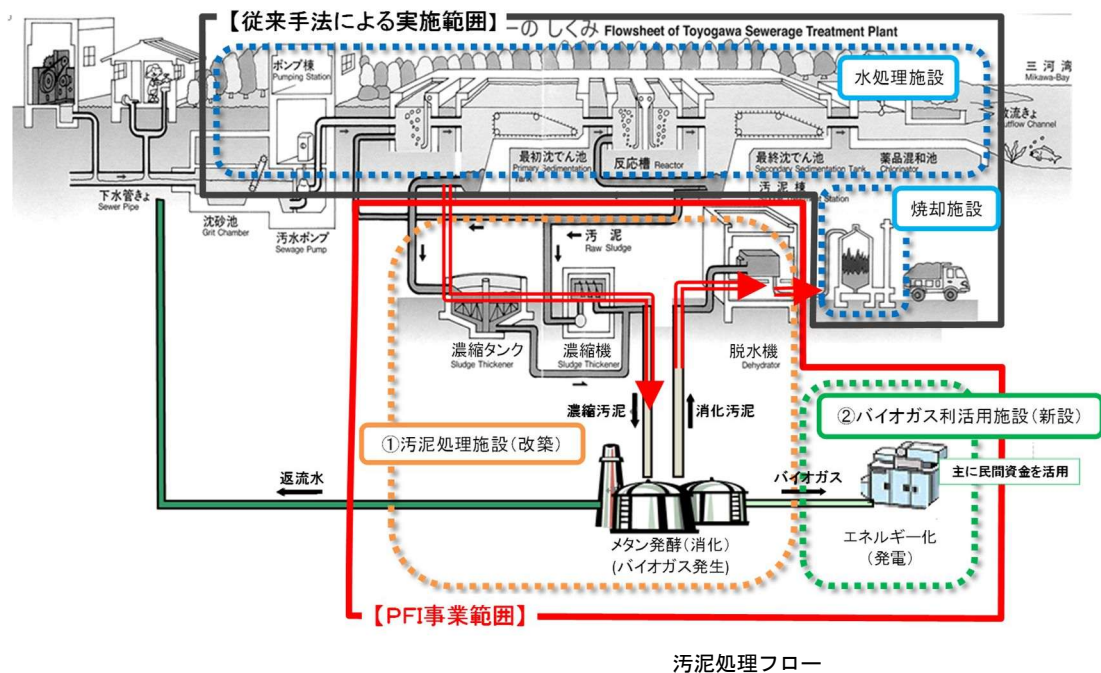 【従来手法による実施範囲】
ーの しくみ Flowsheet of Toyogawa Sewerage Treatment Plant
ポンプ棟
Pumping Station
水処理施設
三河湾
Mikawa-Bay
放流きょ
Outflow Channel
最初沈でん池
Primary Sedimentation
Tank
反応槽 Reactor
最終沈でん池
Secondary Sedimentation Tank
薬品混和池
Chlorinator
下水管きょ
Sewer Pipe
沈砂池
Grit Chamber
汚水ポンプ
Sewage Pump
汚泥棟
Station
焼却施設
汚泥
Raw Sludge
濃縮タンク
Sludge Thickener
濃縮機
Sludge Thickener
脱水機
Dehydrator
濃縮汚泥
消化汚泥
①汚泥処理施設(改築)
②バイオガス利活用施設(新設)
主に民間資金を活用
返流水
バイオガス
メタン発酵(消化)
(バイオガス発生)
エネルギー化
(発電)
【PFI事業範囲】
汚泥処理フロー